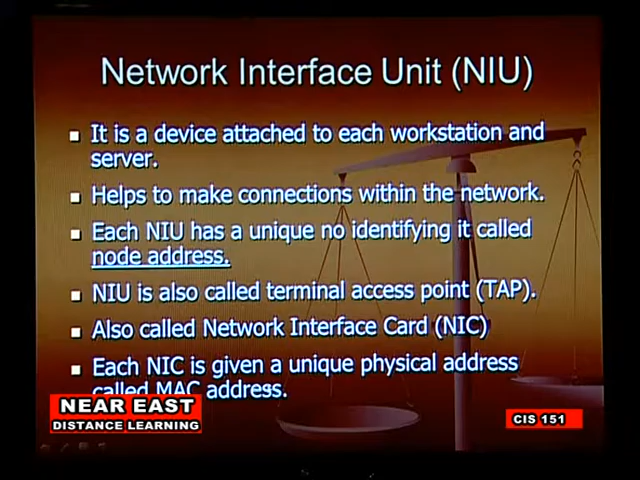 Network Interface Unit (NIU)
It is a device attached to each workstation and
server.
Helps to make connections within the network.
Each NIU has a unique no identifying it called
node address.
NIU is also called terminal access point (TAP).
Also called Network Interface Card (NIC)
Each NIC is given a unique physical address
called MAC address.
NEAR EAST
DISTANCE LEARNING
CIS 151